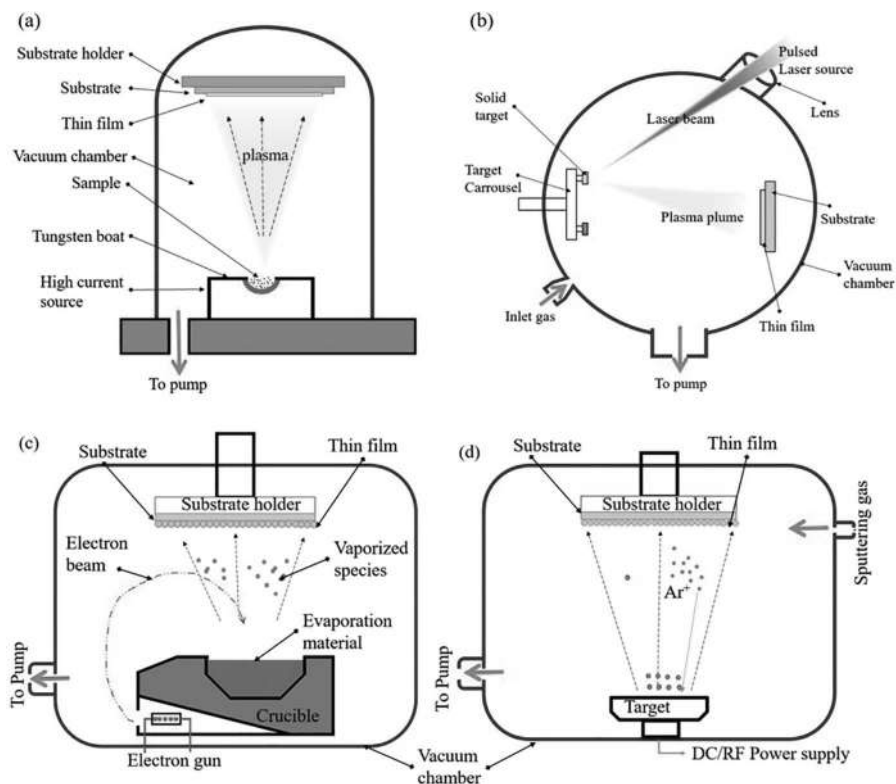 (a)
Substrate holder
Substrate
Thin film
Vacuum chamber
plasma
Sample
Tungsten boat
High current
source
To pump
(b)
Pulsed
Laser source
Solid
target
Laser beam
Lens
Target
Carrousel
Plasma plume
Substrate
Vacuum
chamber
Inlet gas
Thin film
To pump
(c)
Substrate
Thin film
Substrate holder
Electron
beam
Vaporized
species
Evaporation
material
To Pump
Crucible
Electron gun
Vacuum
chamber
(d)
Substrate
Thin film
Substrate holder
Sputtering gas
Ar⁺
To Pump
Target
DC/RF Power supply